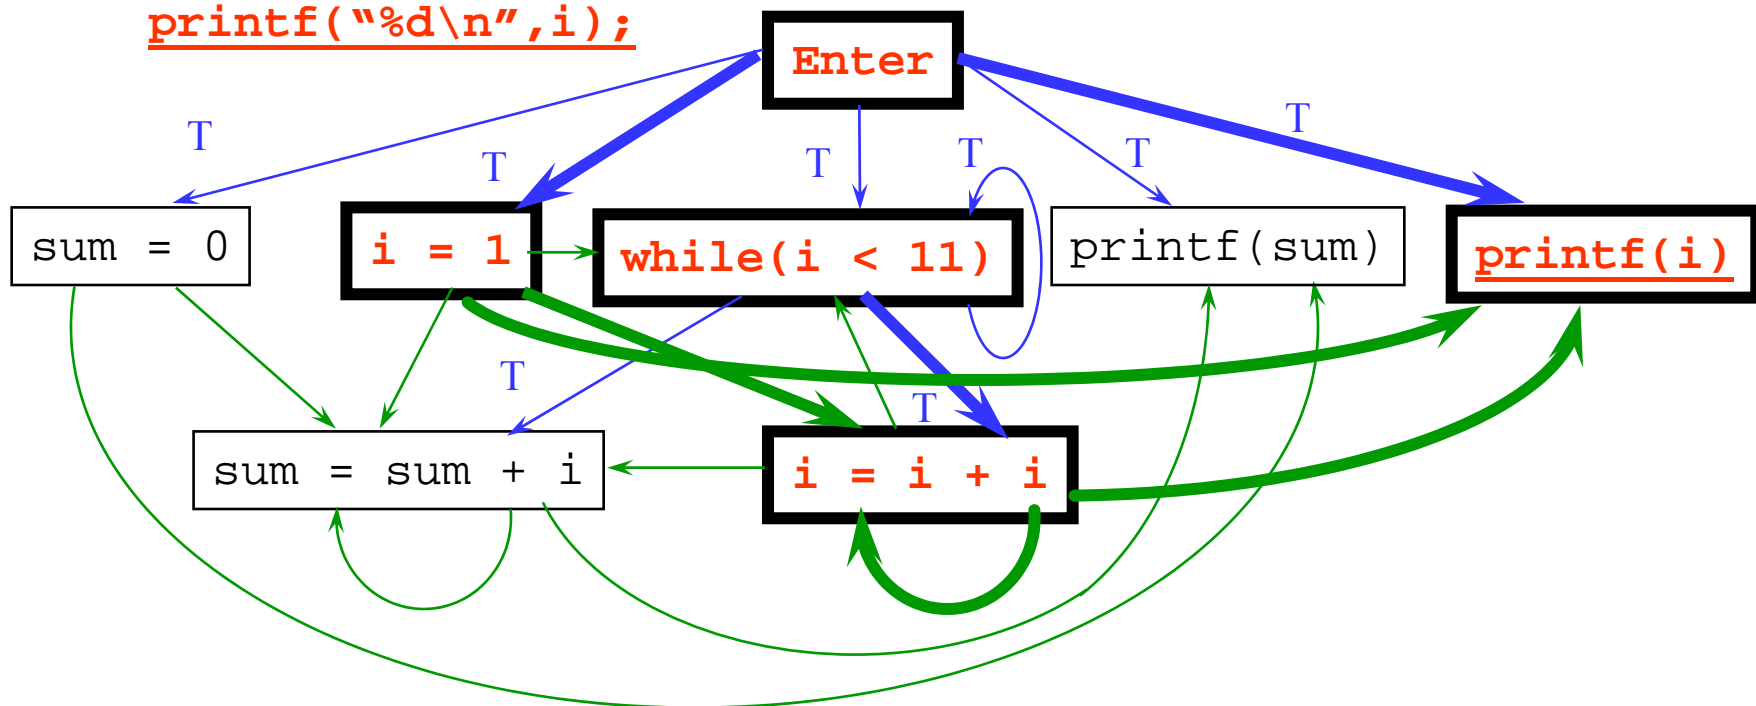 printf(“%d\n”,i);
Enter
T
T
T
T
T
T
sum = 0
i = 1
while(i < 11)
printf(sum)
printf(i)
T
T
sum = sum + i
i = i + i